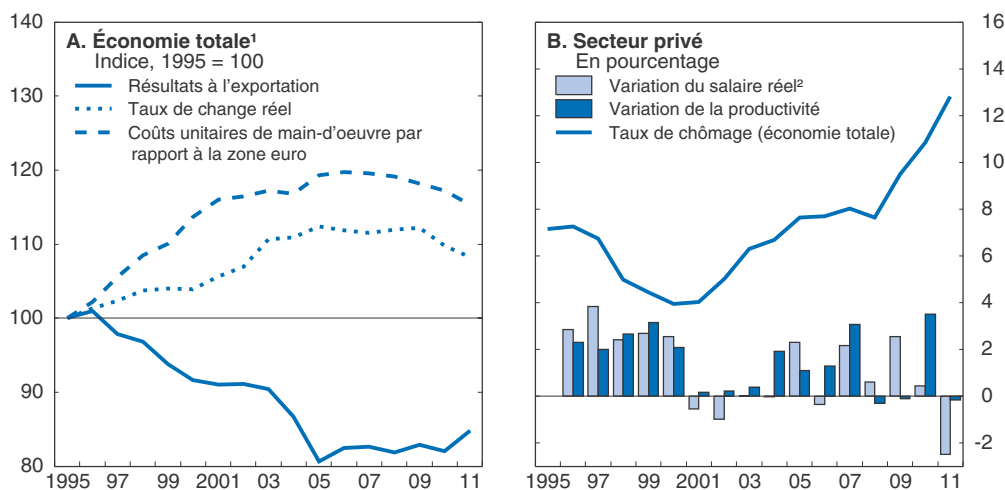 A. Économie totale¹
Indice, 1995 = 100
Résultats à l'exportation
Taux de change réel
Coûts unitaires de main-d'oeuvre par
rapport à la zone euro
140
130
120
110
100
90
80
1995 97 99 2001 03 05 07 09 11
B. Secteur privé
En pourcentage
Variation du salaire réel²
Variation de la productivité
Taux de chômage (économie totale)
16
14
12
10
8
6
4
2
0
-2
1995 97 99 2001 03 05 07 09 11